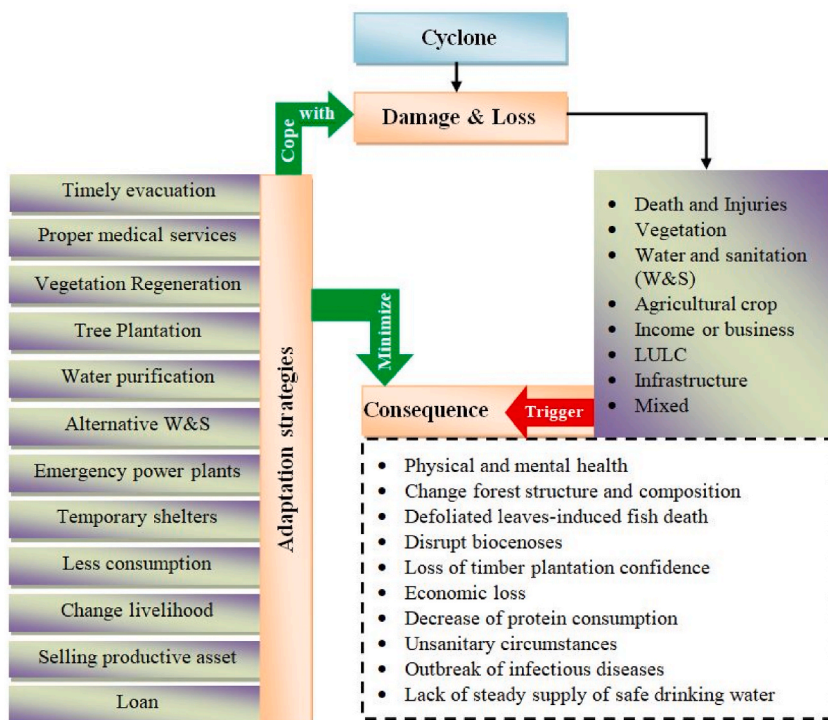 Cyclone
Cope with
Damage & Loss
Timely evacuation
Proper medical services
Vegetation Regeneration
Tree Plantation
Water purification
Alternative W&S
Emergency power plants
Temporary shelters
Less consumption
Change livelihood
Selling productive asset
Loan
Adaptation strategies
Minimize
• Death and Injuries
• Vegetation
• Water and sanitation
(W&S)
• Agricultural crop
• Income or business
• LULC
• Infrastructure
• Mixed
Consequence
Trigger
• Physical and mental health
• Change forest structure and composition
• Defoliated leaves-induced fish death
• Disrupt biocenoses
• Loss of timber plantation confidence
• Economic loss
• Decrease of protein consumption
• Unsanitary circumstances
• Outbreak of infectious diseases
• Lack of steady supply of safe drinking water